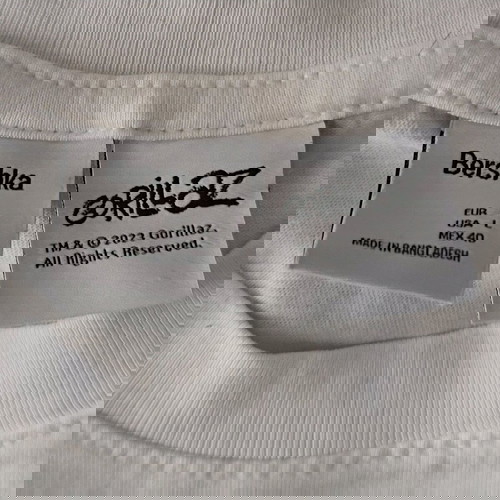 Bershka
GORILLAZ
TM & © 2023 Gorillaz.
All Rights Reserved.
EUR L
USA L
MEX 40
MADE IN BANGLADESH